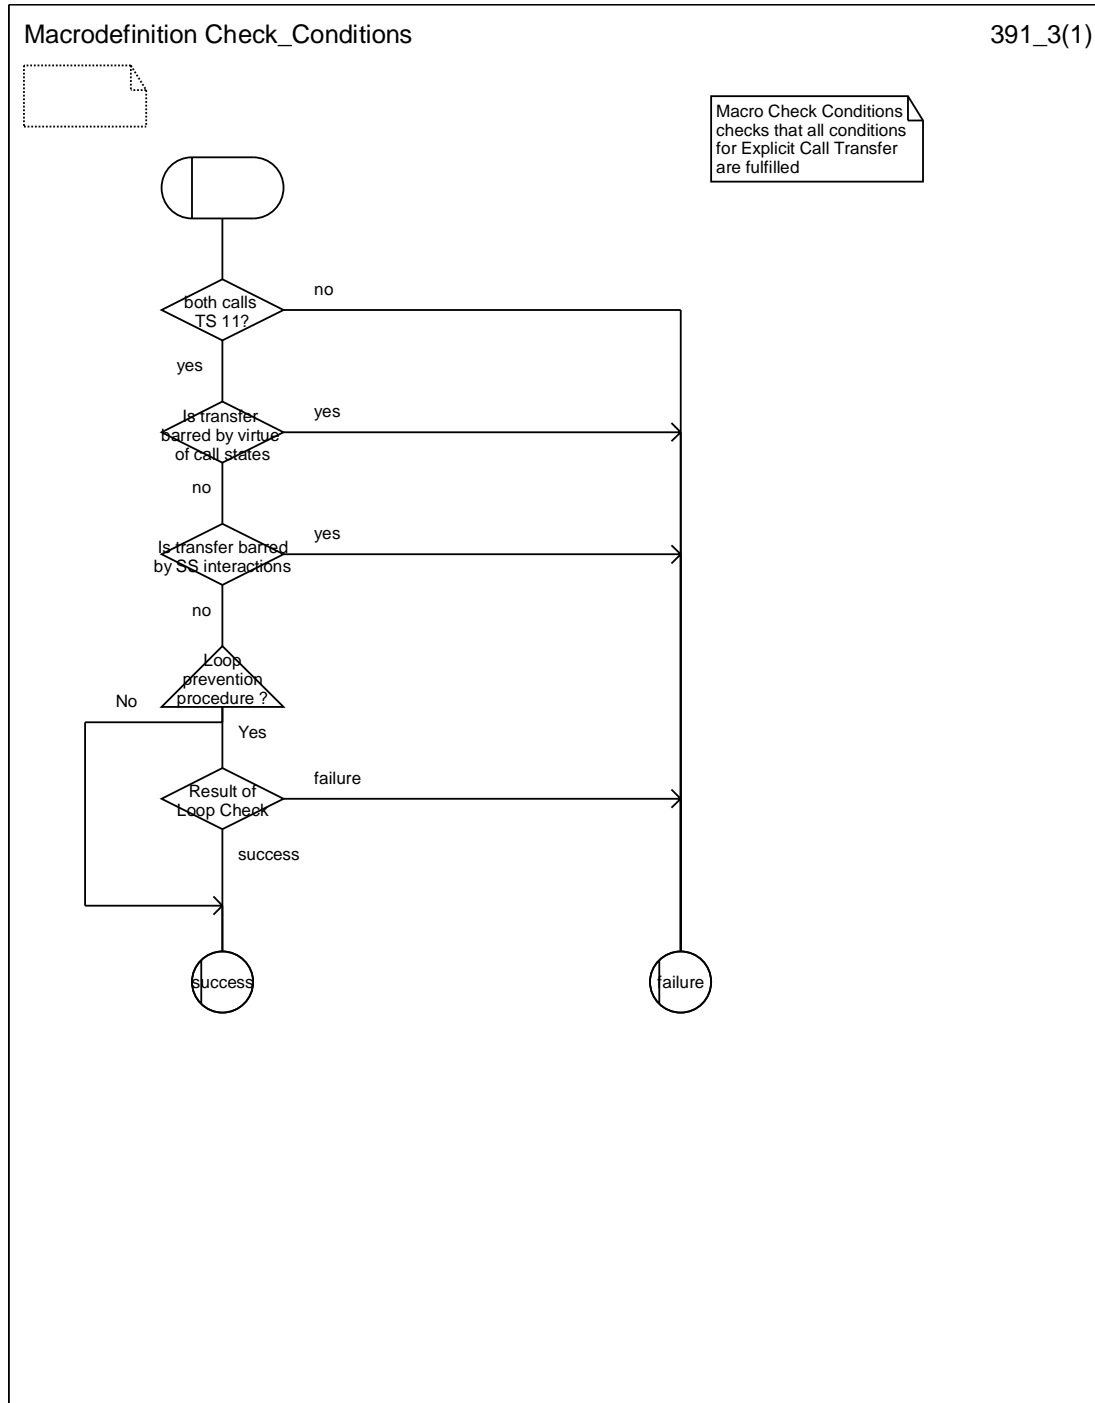 Macrodefinition Check_Conditions
391_3(1)
Macro Check Conditions
checks that all conditions
for Explicit Call Transfer
are fulfilled
both calls
TS 11?
no
yes
Is transfer
barred by virtue
of call states
yes
no
Is transfer barred
by SS interactions
yes
no
Loop
prevention
procedure ?
No
Yes
Result of
Loop Check
failure
success
success
failure